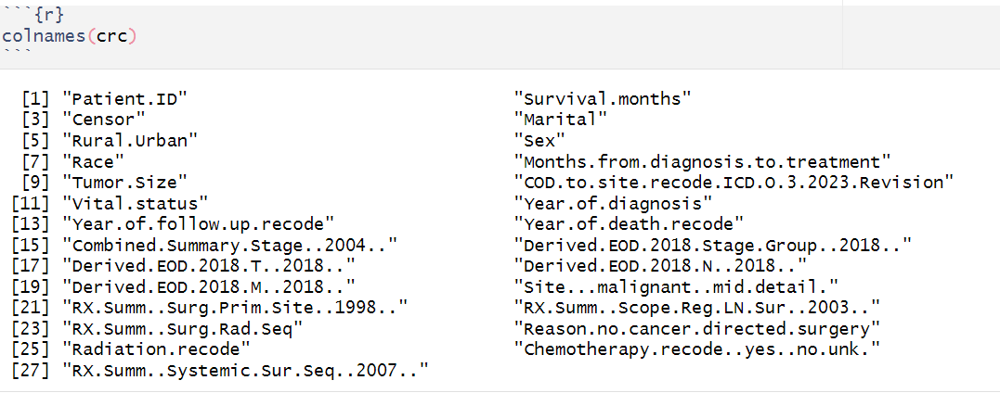 ```{r}
colnames(crc)
```
[1] "Patient.ID" "Survival.months"
[3] "Censor" "Marital"
[5] "Rural.Urban" "Sex"
[7] "Race" "Months.from.diagnosis.to.treatment"
[9] "Tumor.Size" "COD.to.site.recode.ICD.O.3.2023.Revision"
[11] "Vital.status" "Year.of.diagnosis"
[13] "Year.of.follow.up.recode" "Year.of.death.recode"
[15] "Combined.Summary.Stage..2004.." "Derived.EOD.2018.Stage.Group..2018.."
[17] "Derived.EOD.2018.T..2018.." "Derived.EOD.2018.N..2018.."
[19] "Derived.EOD.2018.M..2018.." "Site...malignant..mid.detail."
[21] "RX.Summ..Surg.Prim.Site..1998.." "RX.Summ..Scope.Reg.LN.Sur..2003.."
[23] "RX.Summ..Surg.Rad.Seq" "Reason.no.cancer.directed.surgery"
[25] "Radiation.recode" "Chemotherapy.recode..yes..no.unk."
[27] "RX.Summ..Systemic.Sur.Seq..2007.."